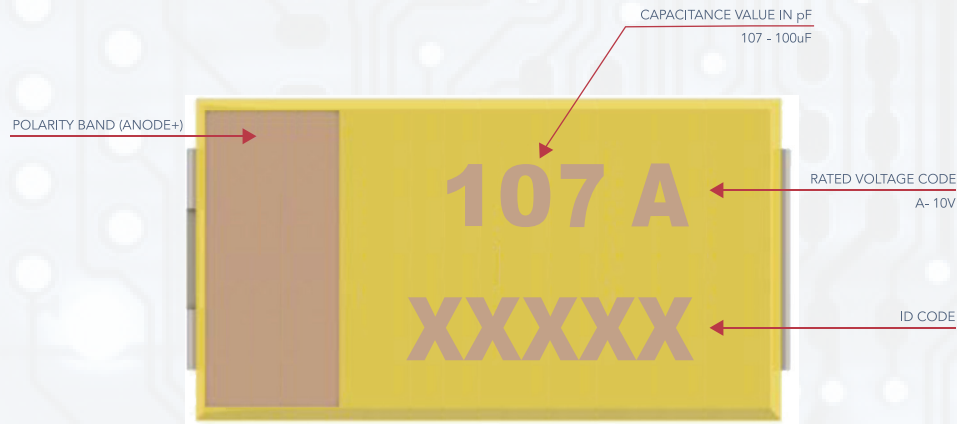 CAPACITANCE VALUE IN pF
107 - 100uF
POLARITY BAND (ANODE+)
107 A
RATED VOLTAGE CODE
A- 10V
XXXXX
ID CODE